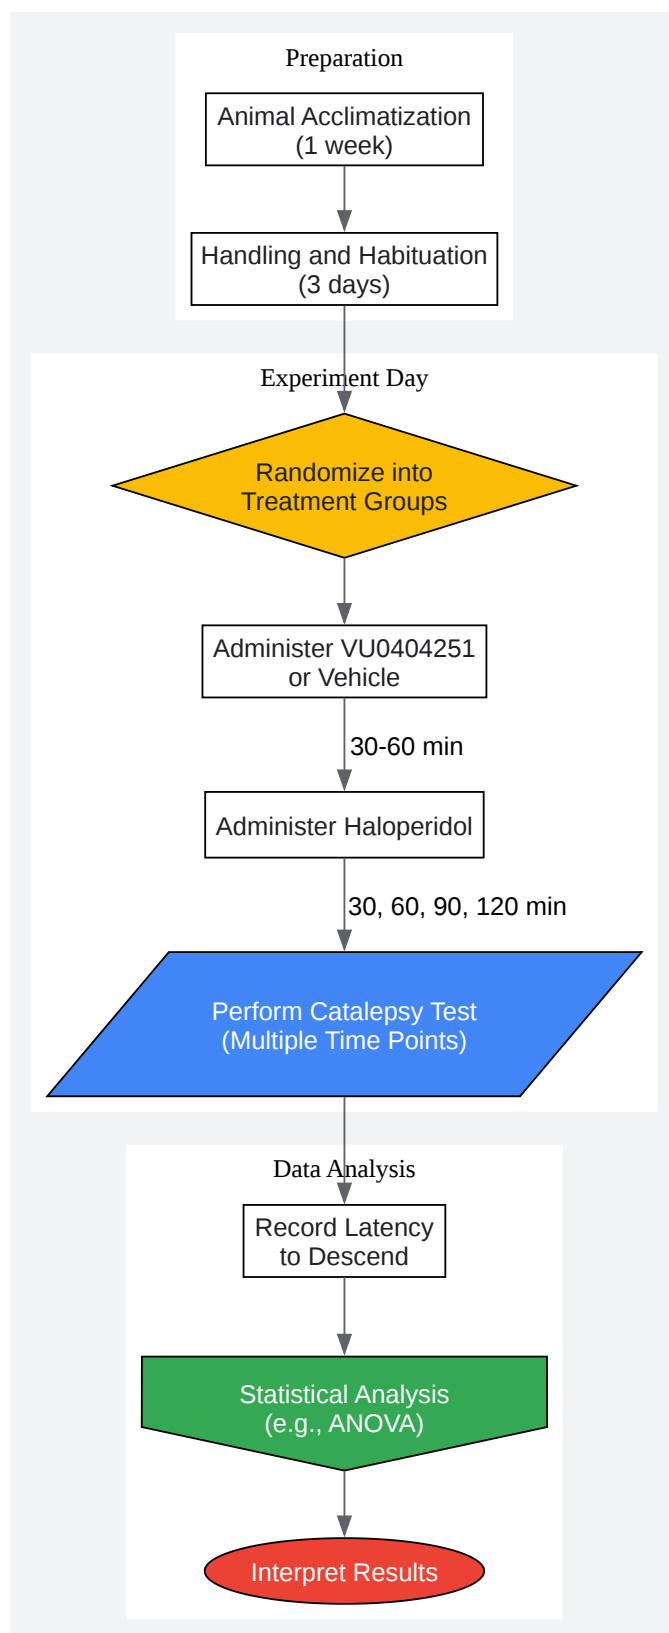 Preparation
Animal Acclimatization
(1 week)
Handling and Habituation
(3 days)
Experiment Day
Randomize into
Treatment Groups
Administer VU0404251
or Vehicle
30-60 min
Administer Haloperidol
30, 60, 90, 120 min
Perform Catalepsy Test
(Multiple Time Points)
Data Analysis
Record Latency
to Descend
Statistical Analysis
(e.g., ANOVA)
Interpret Results